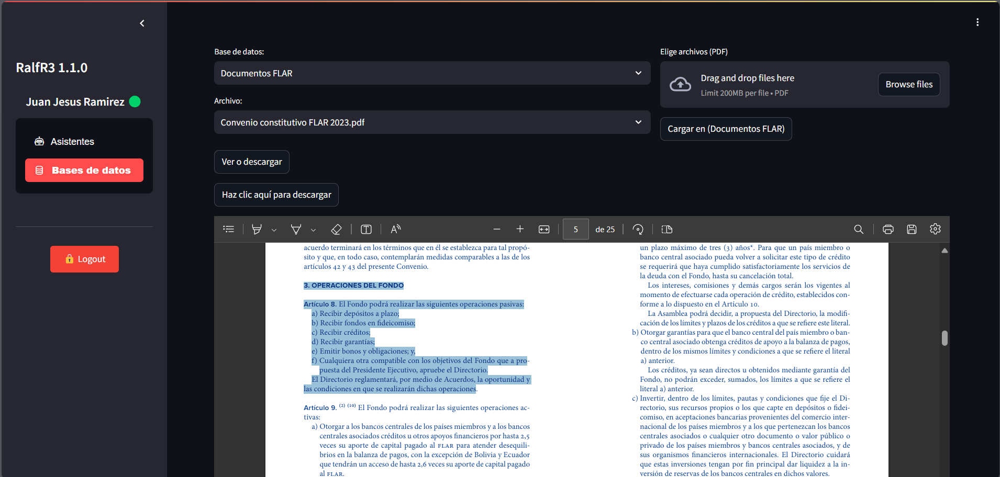 RalfR3 1.1.0
Juan Jesus Ramirez
Asistentes
Bases de datos
Logout
Base de datos:
Documentos FLAR
Archivo:
Convenio constitutivo FLAR 2023.pdf
Ver o descargar
Haz clic aquí para descargar
Elige archivos (PDF)
Drag and drop files here
Limit 200MB per file • PDF
Browse files
Cargar en (Documentos FLAR)
5 de 25
acuerdo terminará en los términos que en él se establezca para tal propó-
sito y que, en todo caso, contemplarán medidas comparables a las de los
artículos 42 y 43 del presente Convenio.
3. OPERACIONES DEL FONDO
Artículo 8. El Fondo podrá realizar las siguientes operaciones pasivas:
a) Recibir depósitos a plazo;
b) Recibir fondos en fideicomiso;
c) Recibir créditos;
d) Recibir garantías;
e) Emitir bonos y obligaciones; y,
f) Cualquiera otra compatible con los objetivos del Fondo que a pro-
puesta del Presidente Ejecutivo, apruebe el Directorio.
El Directorio reglamentará, por medio de Acuerdos, la oportunidad y
las condiciones en que se realizarán dichas operaciones.
Artículo 9. (2) (10) El Fondo podrá realizar las siguientes operaciones ac-
tivas:
a) Otorgar a los bancos centrales de los países miembros y a los bancos
centrales asociados créditos u otros apoyos financieros por hasta 2,5
veces su aporte de capital pagado al FLAR para atender desequili-
brios en la balanza de pagos, con la excepción de Bolivia y Ecuador
que tendrán un acceso de hasta 2,6 veces su aporte de capital pagado
al FLAR.
un plazo máximo de tres (3) años*. Para que un país miembro o
banco central asociado pueda volver a solicitar este tipo de crédito
se requerirá que haya cumplido satisfactoriamente los servicios de
la deuda con el Fondo, hasta su cancelación total.
Los intereses, comisiones y demás cargos serán los vigentes al
momento de efectuarse cada operación de crédito, establecidos con-
forme a lo dispuesto en el Artículo 10.
La Asamblea podrá decidir, a propuesta del Directorio, la modifi-
cación de los límites y plazos de los créditos a que se refiere este literal.
b) Otorgar garantías para que el banco central del país miembro o ban-
co central asociado obtenga créditos de apoyo a la balanza de pagos,
dentro de los mismos límites y condiciones a que se refiere el literal
a) anterior.
Los créditos, ya sean directos u obtenidos mediante garantía del
Fondo, no podrán exceder, sumados, los límites a que se refiere el
literal a) anterior.
c) Invertir, dentro de los límites, pautas y condiciones que fije el Di-
rectorio, sus recursos propios o los que capte en depósitos o fidei-
comiso, en aceptaciones bancarias provenientes del comercio inter-
nacional de los países miembros y a los que pertenezcan los bancos
centrales asociados o cualquier otro documento o valor público o
privado de los países miembros y bancos centrales asociados, y de
sus organismos financieros internacionales. El Directorio cuidará
que estas inversiones tengan por fin principal dar liquidez a la in-
versión de reservas de los bancos centrales en dichos valores.